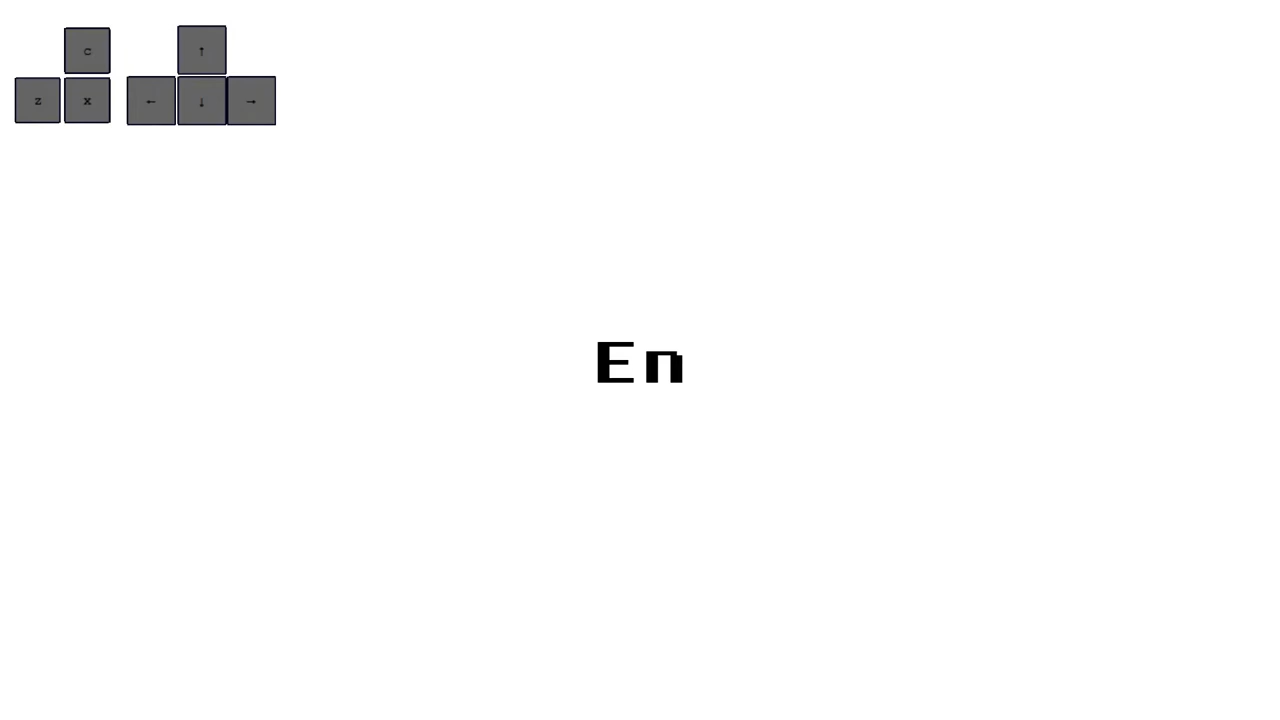 c ↑
z x ← ↓ →
En